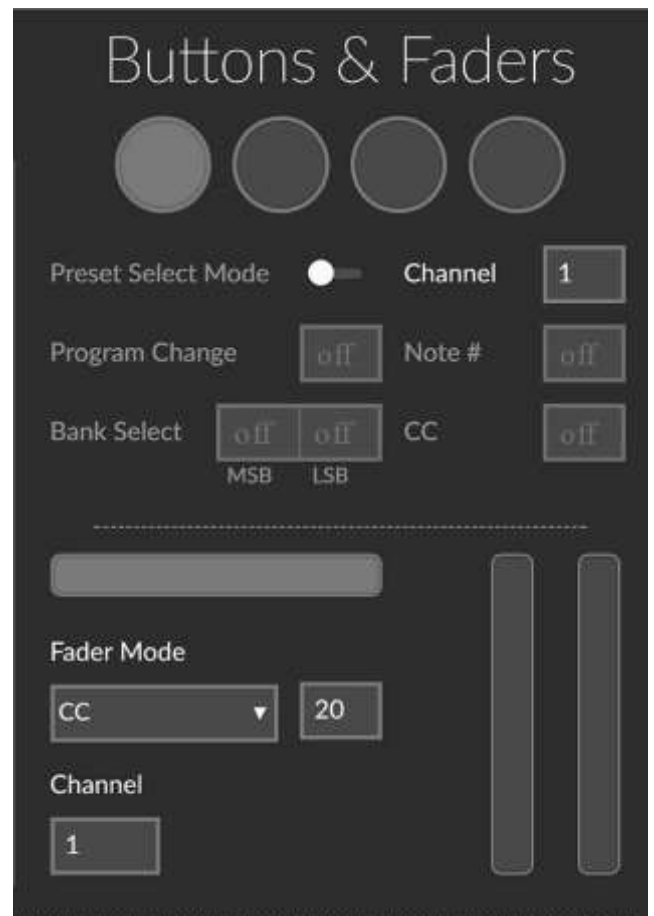 Buttons & Faders
Preset Select Mode Channel 1
Program Change off Note # off
Bank Select off off CC off
MSB LSB
Fader Mode
CC ▼ 20
Channel
1